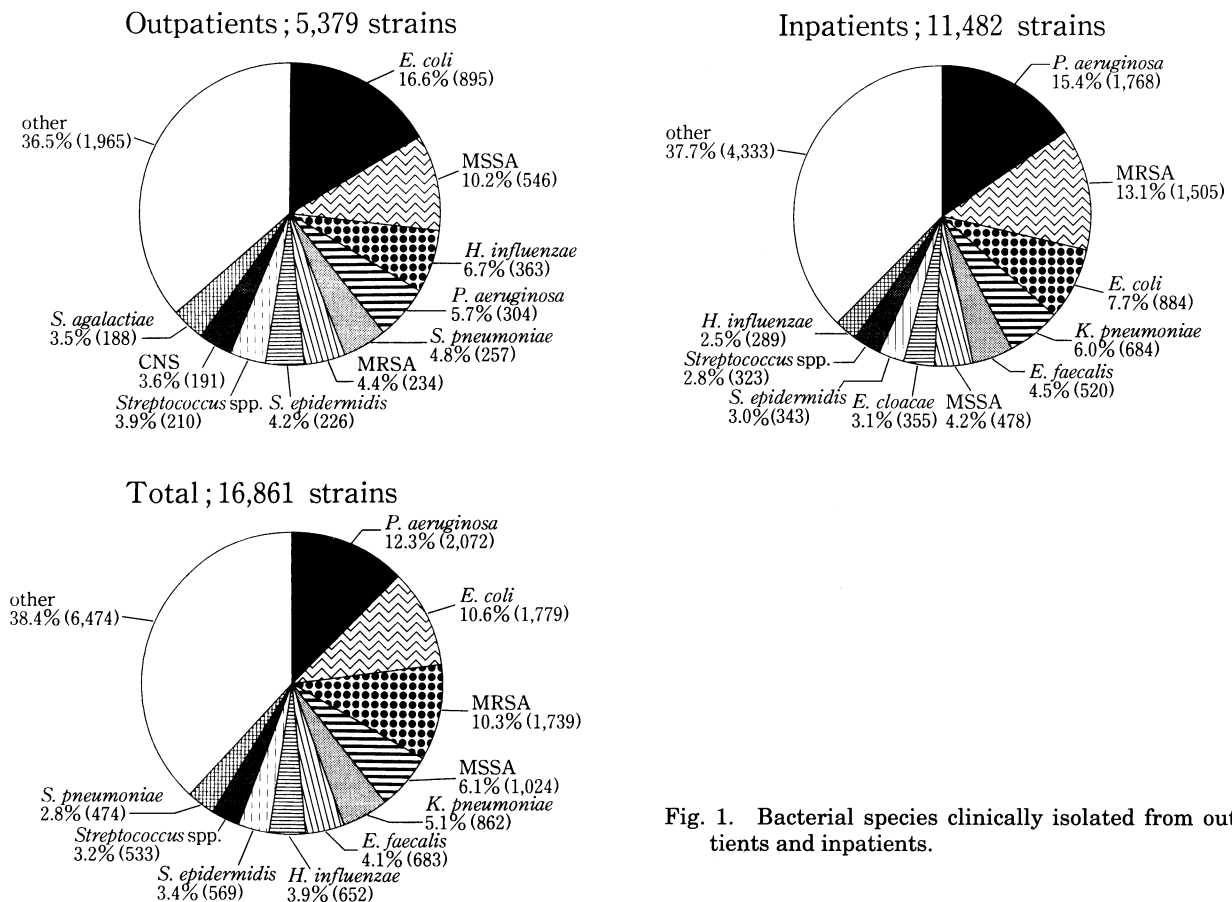 Outpatients ; 5,379 strains
E. coli
16.6% (895)
MSSA
10.2% (546)
H. influenzae
6.7% (363)
P. aeruginosa
5.7% (304)
S. pneumoniae
4.8% (257)
MRSA
4.4% (234)
S. epidermidis
4.2% (226)
Streptococcus spp.
3.9% (210)
CNS
3.6% (191)
S. agalactiae
3.5% (188)
other
36.5% (1,965)
Inpatients ; 11,482 strains
P. aeruginosa
15.4% (1,768)
MRSA
13.1% (1,505)
E. coli
7.7% (884)
K. pneumoniae
6.0% (684)
E. faecalis
4.5% (520)
MSSA
4.2% (478)
E. cloacae
3.1% (355)
S. epidermidis
3.0% (343)
Streptococcus spp.
2.8% (323)
H. influenzae
2.5% (289)
other
37.7% (4,333)
Total ; 16,861 strains
P. aeruginosa
12.3% (2,072)
E. coli
10.6% (1,779)
MRSA
10.3% (1,739)
MSSA
6.1% (1,024)
K. pneumoniae
5.1% (862)
E. faecalis
4.1% (683)
H. influenzae
3.9% (652)
S. epidermidis
3.4% (569)
Streptococcus spp.
3.2% (533)
S. pneumoniae
2.8% (474)
other
38.4% (6,474)
Fig. 1. Bacterial species clinically isolated from out
tients and inpatients.